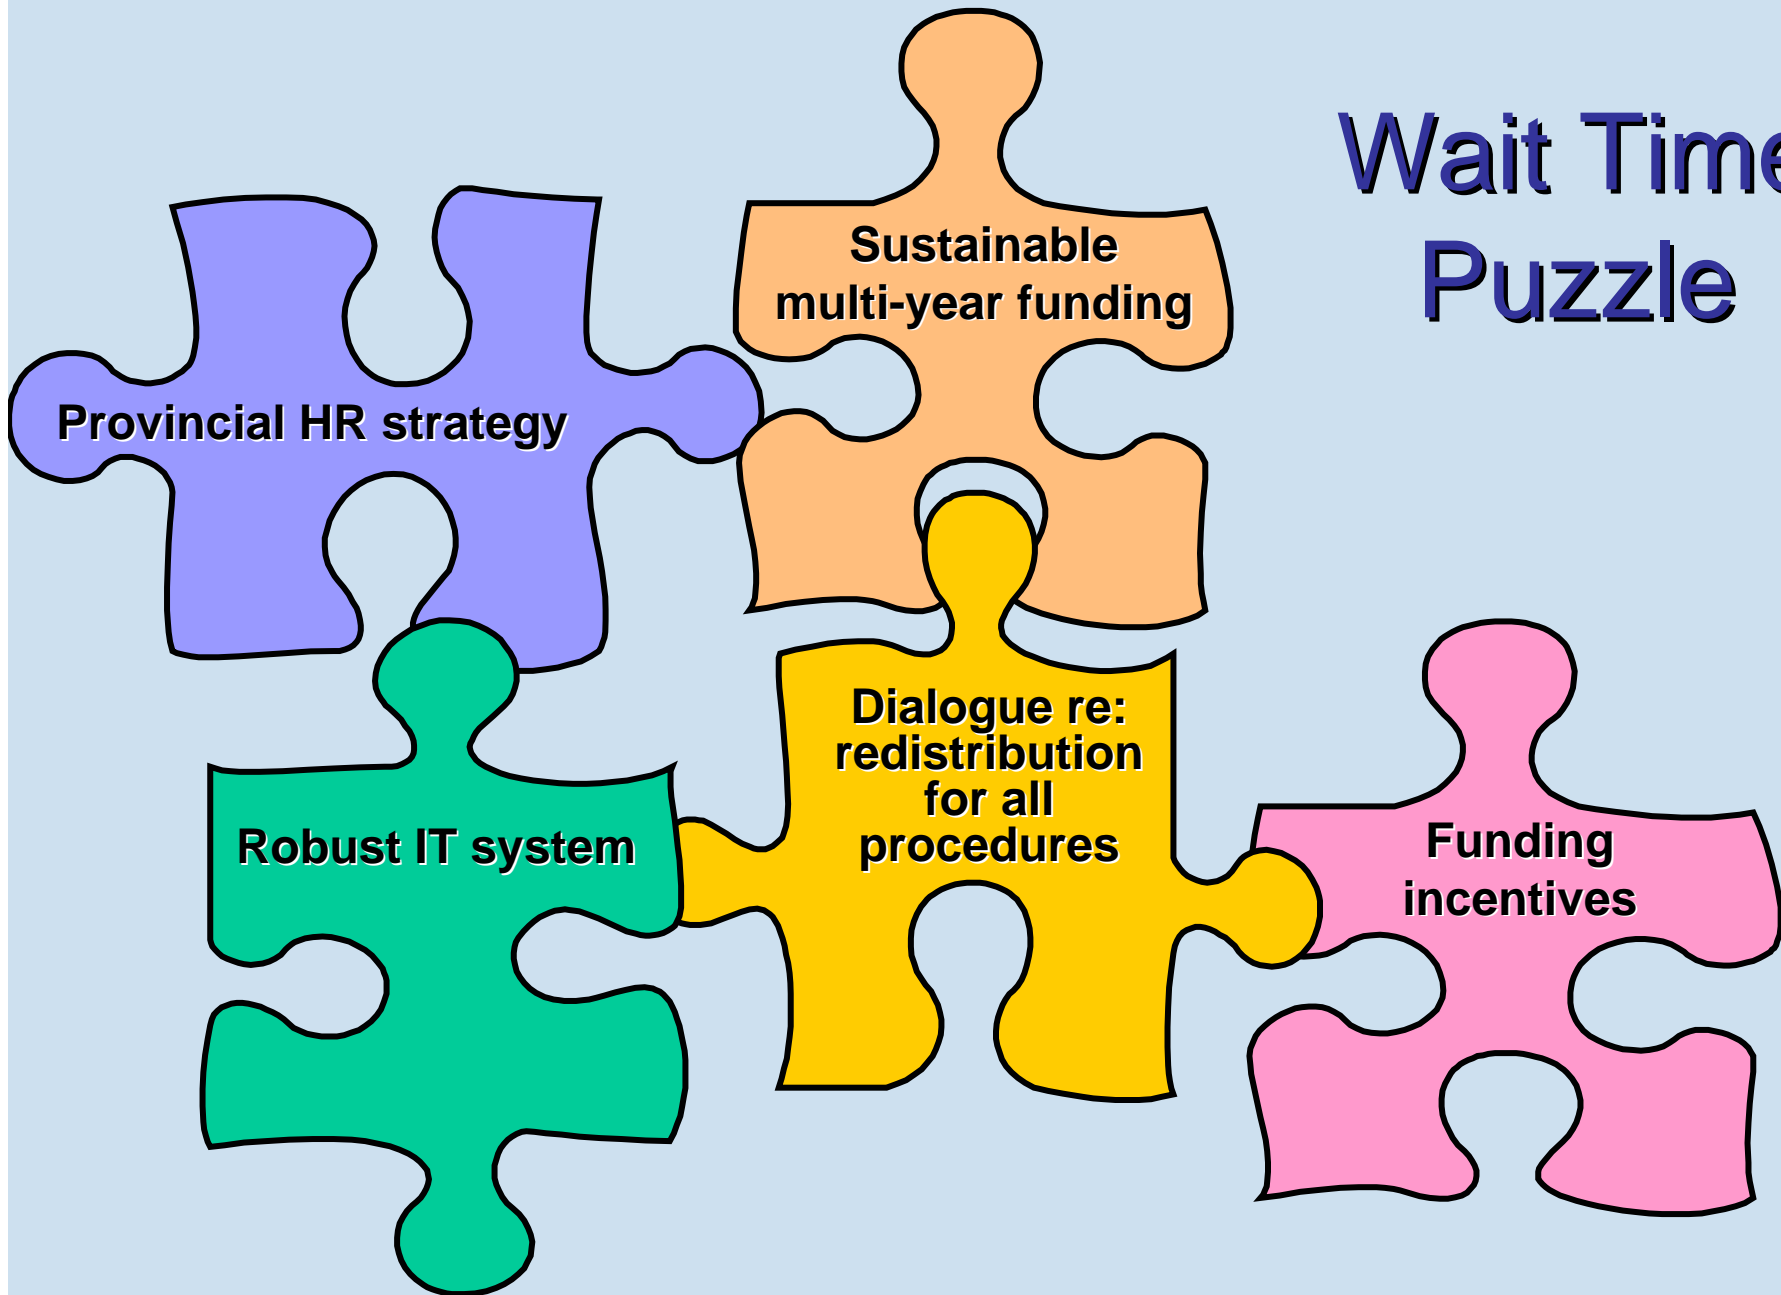 Wait Time
Puzzle
Sustainable
multi-year funding
Provincial HR strategy
Dialogue re:
redistribution
for all
procedures
Robust IT system
Funding
incentives